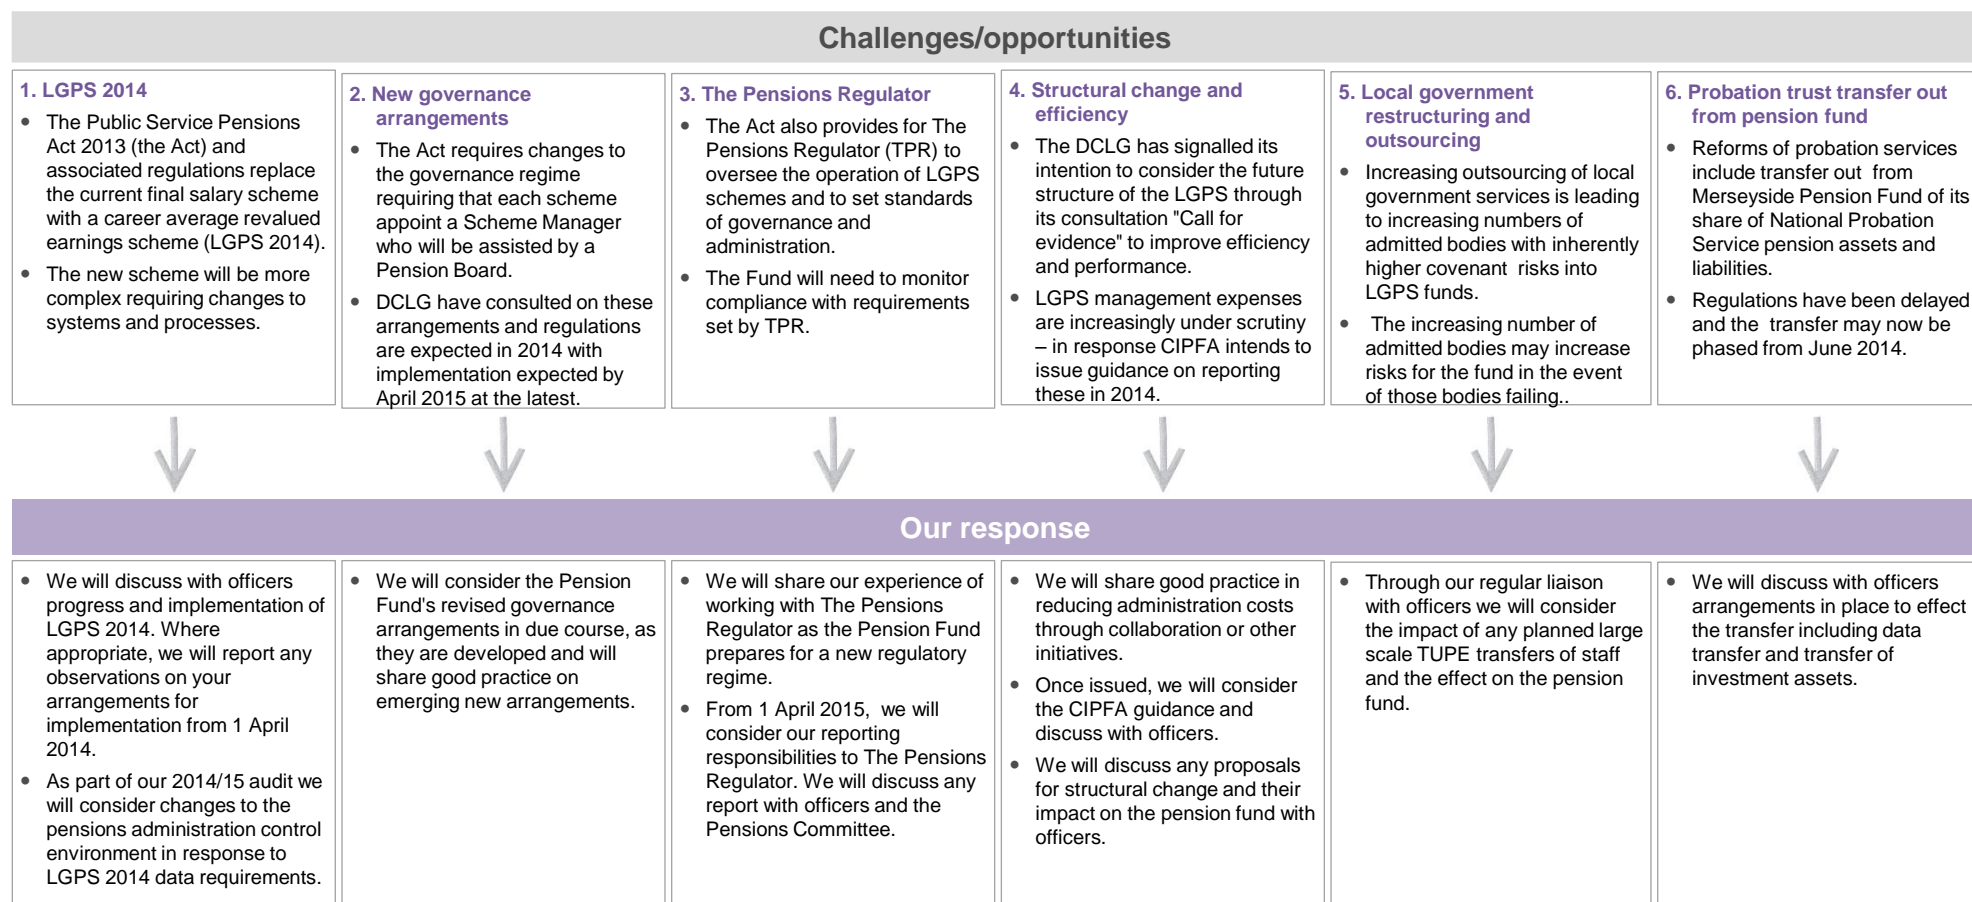 Challenges/opportunities
1. LGPS 2014
• The Public Service Pensions
Act 2013 (the Act) and
associated regulations replace
the current final salary scheme
with a career average revalued
earnings scheme (LGPS 2014).
• The new scheme will be more
complex requiring changes to
systems and processes.
2. New governance
arrangements
• The Act requires changes to
the governance regime
requiring that each scheme
appoint a Scheme Manager
who will be assisted by a
Pension Board.
• DCLG have consulted on these
arrangements and regulations
are expected in 2014 with
implementation expected by
April 2015 at the latest.
3. The Pensions Regulator
• The Act also provides for The
Pensions Regulator (TPR) to
oversee the operation of LGPS
schemes and to set standards
of governance and
administration.
• The Fund will need to monitor
compliance with requirements
set by TPR.
4. Structural change and
efficiency
• The DCLG has signalled its
intention to consider the future
structure of the LGPS through
its consultation "Call for
evidence" to improve efficiency
and performance.
• LGPS management expenses
are increasingly under scrutiny
– in response CIPFA intends to
issue guidance on reporting
these in 2014.
5. Local government
restructuring and
outsourcing
• Increasing outsourcing of local
government services is leading
to increasing numbers of
admitted bodies with inherently
higher covenant risks into
LGPS funds.
• The increasing number of
admitted bodies may increase
risks for the fund in the event
of those bodies failing..
6. Probation trust transfer out
from pension fund
• Reforms of probation services
include transfer out from
Merseyside Pension Fund of its
share of National Probation
Service pension assets and
liabilities.
• Regulations have been delayed
and the transfer may now be
phased from June 2014.
Our response
• We will discuss with officers
progress and implementation of
LGPS 2014. Where
appropriate, we will report any
observations on your
arrangements for
implementation from 1 April
2014.
• As part of our 2014/15 audit we
will consider changes to the
pensions administration control
environment in response to
LGPS 2014 data requirements.
• We will consider the Pension
Fund's revised governance
arrangements in due course, as
they are developed and will
share good practice on
emerging new arrangements.
• We will share our experience of
working with The Pensions
Regulator as the Pension Fund
prepares for a new regulatory
regime.
• From 1 April 2015, we will
consider our reporting
responsibilities to The Pensions
Regulator. We will discuss any
report with officers and the
Pensions Committee.
• We will share good practice in
reducing administration costs
through collaboration or other
initiatives.
• Once issued, we will consider
the CIPFA guidance and
discuss with officers.
• We will discuss any proposals
for structural change and their
impact on the pension fund with
officers.
• Through our regular liaison
with officers we will consider
the impact of any planned large
scale TUPE transfers of staff
and the effect on the pension
fund.
• We will discuss with officers
arrangements in place to effect
the transfer including data
transfer and transfer of
investment assets.